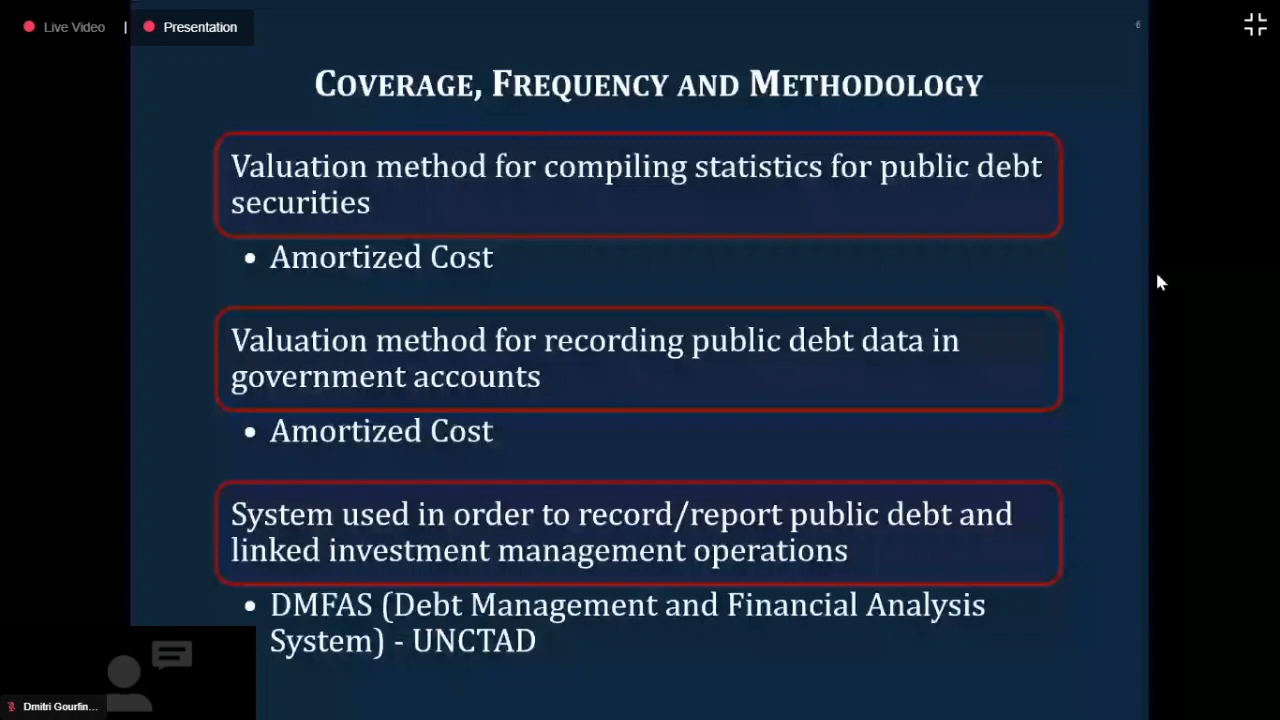 Live Video | Presentation
6
COVERAGE, FREQUENCY AND METHODOLOGY
Valuation method for compiling statistics for public debt
securities
• Amortized Cost
Valuation method for recording public debt data in
government accounts
• Amortized Cost
System used in order to record/report public debt and
linked investment management operations
• DMFAS (Debt Management and Financial Analysis
System) - UNCTAD
Dmitri Gourfin...